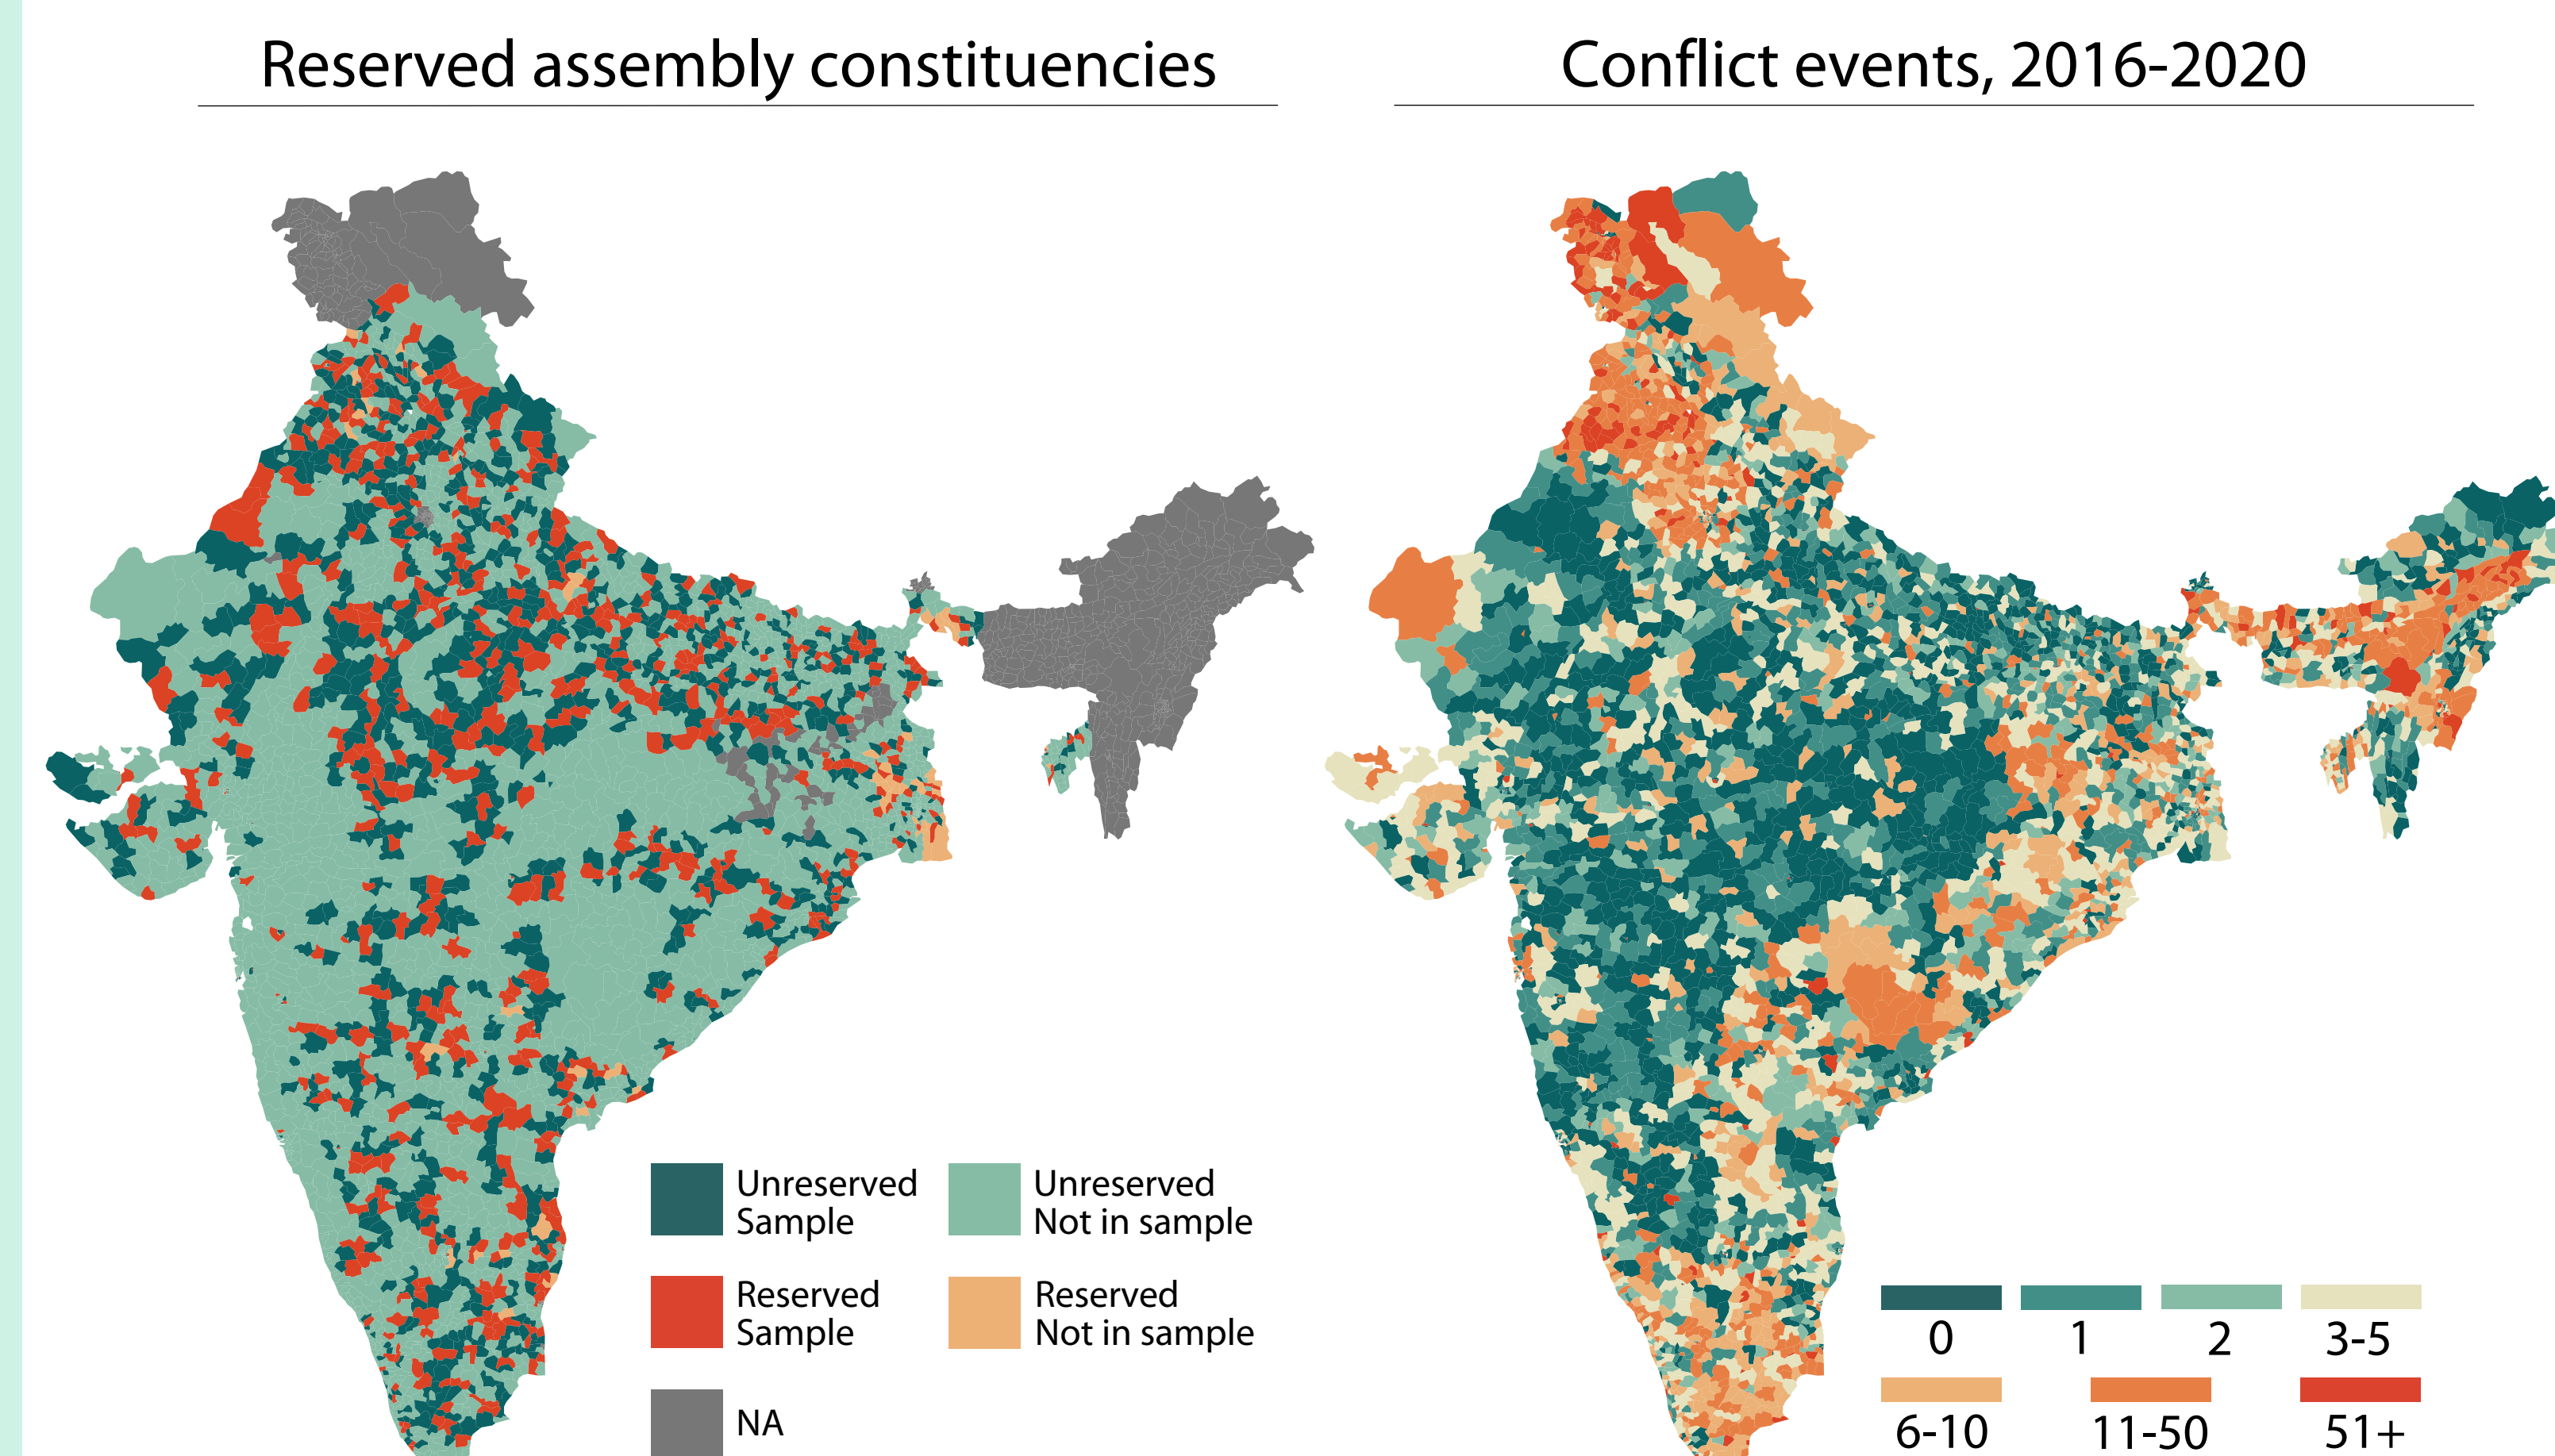 Reserved assembly constituencies
Conflict events, 2016-2020
Unreserved
Sample
Unreserved
Not in sample
Reserved
Sample
Reserved
Not in sample
NA
0
1
2
3-5
6-10
11-50
51+